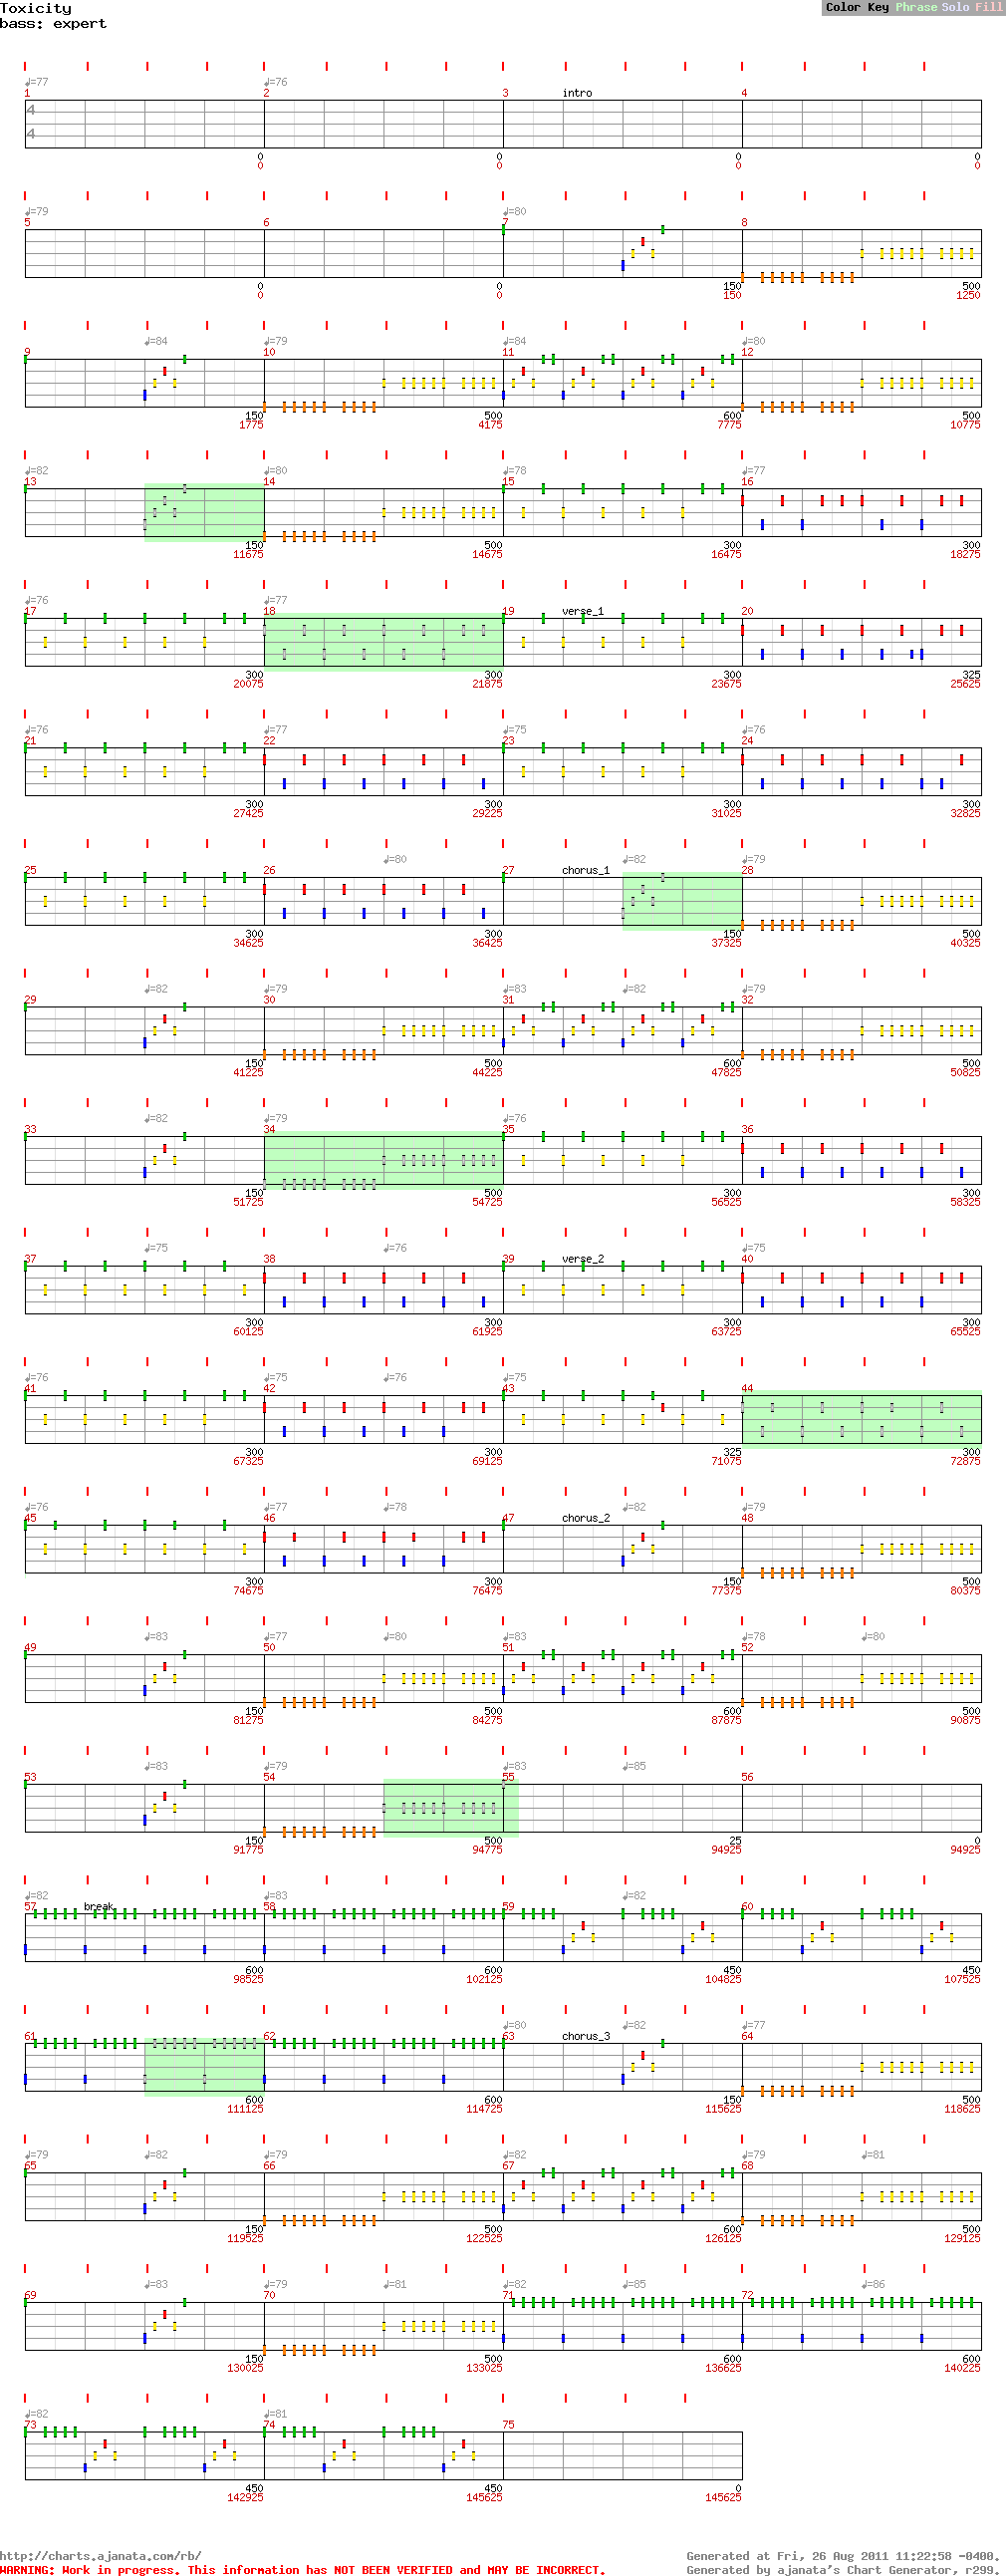 Toxicity
bass: expert
Color Key Phrase Solo Fill
♩=77 ♩=76
1 2 3 intro 4
4
4
0 0 0 0
0 0 0 0
♩=79 ♩=80
5 6 7 8
0 0 150 500
0 0 150 1250
♩=84 ♩=79 ♩=84 ♩=80
9 10 11 12
150 500 600 500
1775 4175 7775 10775
♩=82 ♩=80 ♩=78 ♩=77
13 14 15 16
150 500 300 300
11675 14675 16475 18275
♩=76 ♩=77
17 18 19 verse_1 20
300 300 300 325
20075 21875 23675 25625
♩=76 ♩=77 ♩=75 ♩=76
21 22 23 24
300 300 300 300
27425 29225 31025 32825
♩=80 ♩=82 ♩=79
25 26 27 chorus_1 28
300 300 150 500
34625 36425 37325 40325
♩=82 ♩=79 ♩=83 ♩=82 ♩=79
29 30 31 32
150 500 600 500
41225 44225 47825 50825
♩=82 ♩=79 ♩=76
33 34 35 36
150 500 300 300
51725 54725 56525 58325
♩=75 ♩=76 ♩=75
37 38 39 verse_2 40
300 300 300 300
60125 61925 63725 65525
♩=76 ♩=75 ♩=76 ♩=75
41 42 43 44
300 300 325 300
67325 69125 71075 72875
♩=76 ♩=77 ♩=78 ♩=82 ♩=79
45 46 47 chorus_2 48
300 300 150 500
74675 76475 77375 80375
♩=83 ♩=77 ♩=80 ♩=83 ♩=78 ♩=80
49 50 51 52
150 500 600 500
81275 84275 87875 90875
♩=83 ♩=79 ♩=83 ♩=85
53 54 55 56
150 500 25 0
91775 94775 94925 94925
♩=82 ♩=83 ♩=82
57 break 58 59 60
600 600 450 450
98525 102125 104825 107525
♩=80 ♩=82 ♩=77
61 62 63 chorus_3 64
600 600 150 500
111125 114725 115625 118625
♩=79 ♩=82 ♩=79 ♩=82 ♩=79 ♩=81
65 66 67 68
150 500 600 500
119525 122525 126125 129125
♩=83 ♩=79 ♩=81 ♩=82 ♩=85 ♩=86
69 70 71 72
150 500 600 600
130025 133025 136625 140225
♩=82 ♩=81
73 74 75
450 450 0
142925 145625 145625
http://charts.ajanata.com/rb/ Generated at Fri, 26 Aug 2011 11:22:58 -0400.
WARNING: Work in progress. This information has NOT BEEN VERIFIED and MAY BE INCORRECT. Generated by ajanata's Chart Generator, r299.